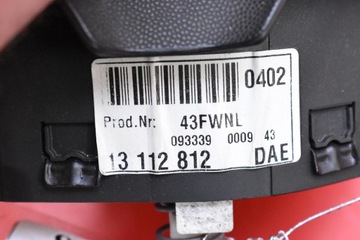 0402
Prod.Nr: 43FWNL
093339 0009 43
13 112 812 DAE